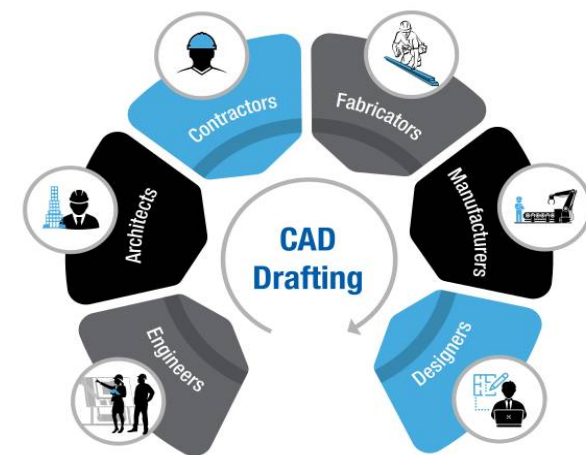 Engineers
Architects
Contractors
Fabricators
Manufacturers
Designers
CAD
Drafting